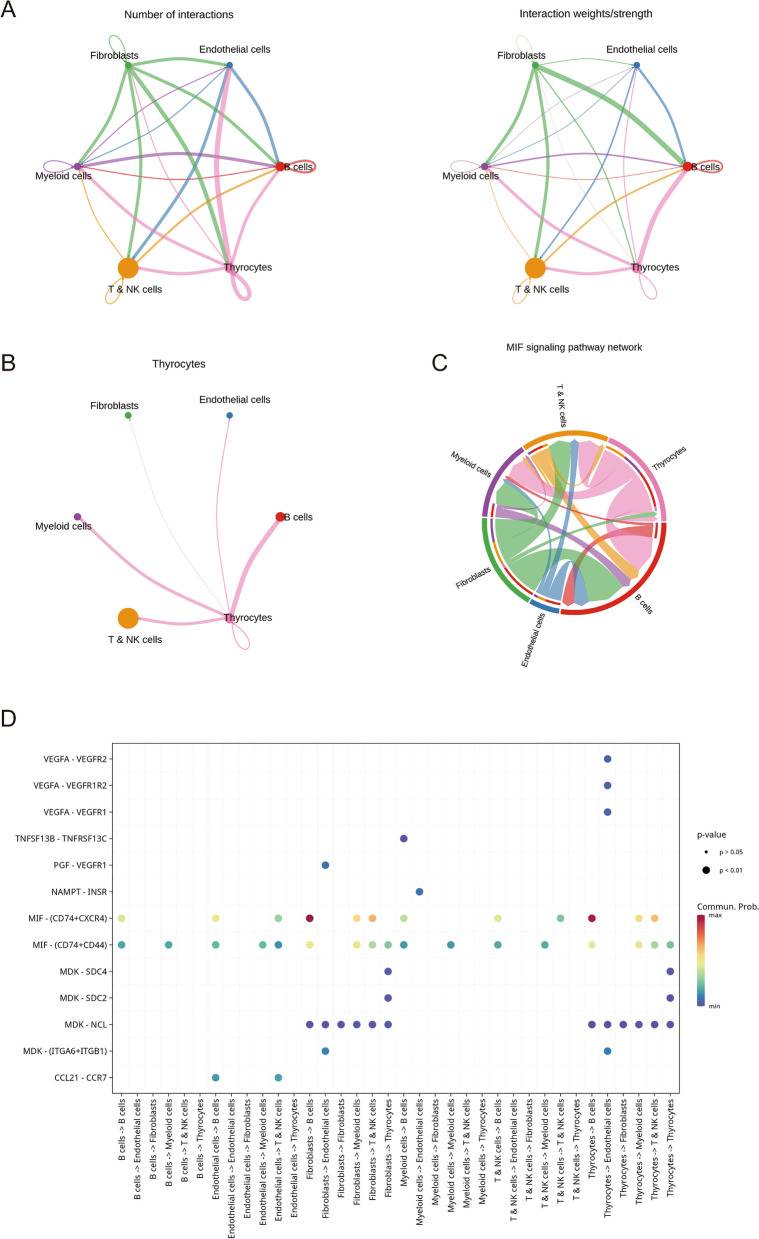 A
Number of interactions
Interaction weights/strength
Fibroblasts
Endothelial cells
Myeloid cells
B cells
T & NK cells
Thyrocytes
Fibroblasts
Endothelial cells
Myeloid cells
B cells
T & NK cells
Thyrocytes
B
Thyrocytes
Fibroblasts
Endothelial cells
Myeloid cells
B cells
T & NK cells
Thyrocytes
C
MIF signaling pathway network
T & NK cells
Myeloid cells
Thyrocytes
Fibroblasts
Endothelial cells
B cells
D
VEGFA - VEGFR2
VEGFA - VEGFR1R2
VEGFA - VEGFR1
TNFSF13B - TNFRSF13C
PGF - VEGFR1
NAMPT - INSR
MIF - (CD74+CXCR4)
MIF - (CD74+CD44)
MDK - SDC4
MDK - SDC2
MDK - NCL
MDK - (ITGA6+ITGB1)
CCL21 - CCR7
p-value
p > 0.05
p < 0.01
Commun. Prob.
max
min
B cells -> B cells
B cells -> Endothelial cells
B cells -> Fibroblasts
B cells -> Myeloid cells
B cells -> T & NK cells
B cells -> Thyrocytes
Endothelial cells -> B cells
Endothelial cells -> Endothelial cells
Endothelial cells -> Fibroblasts
Endothelial cells -> Myeloid cells
Endothelial cells -> T & NK cells
Endothelial cells -> Thyrocytes
Fibroblasts -> B cells
Fibroblasts -> Endothelial cells
Fibroblasts -> Fibroblasts
Fibroblasts -> Myeloid cells
Fibroblasts -> T & NK cells
Fibroblasts -> Thyrocytes
Myeloid cells -> B cells
Myeloid cells -> Endothelial cells
Myeloid cells -> Fibroblasts
Myeloid cells -> Myeloid cells
Myeloid cells -> T & NK cells
Myeloid cells -> Thyrocytes
T & NK cells -> B cells
T & NK cells -> Endothelial cells
T & NK cells -> Fibroblasts
T & NK cells -> Myeloid cells
T & NK cells -> T & NK cells
T & NK cells -> Thyrocytes
Thyrocytes -> B cells
Thyrocytes -> Endothelial cells
Thyrocytes -> Fibroblasts
Thyrocytes -> Myeloid cells
Thyrocytes -> T & NK cells
Thyrocytes -> Thyrocytes